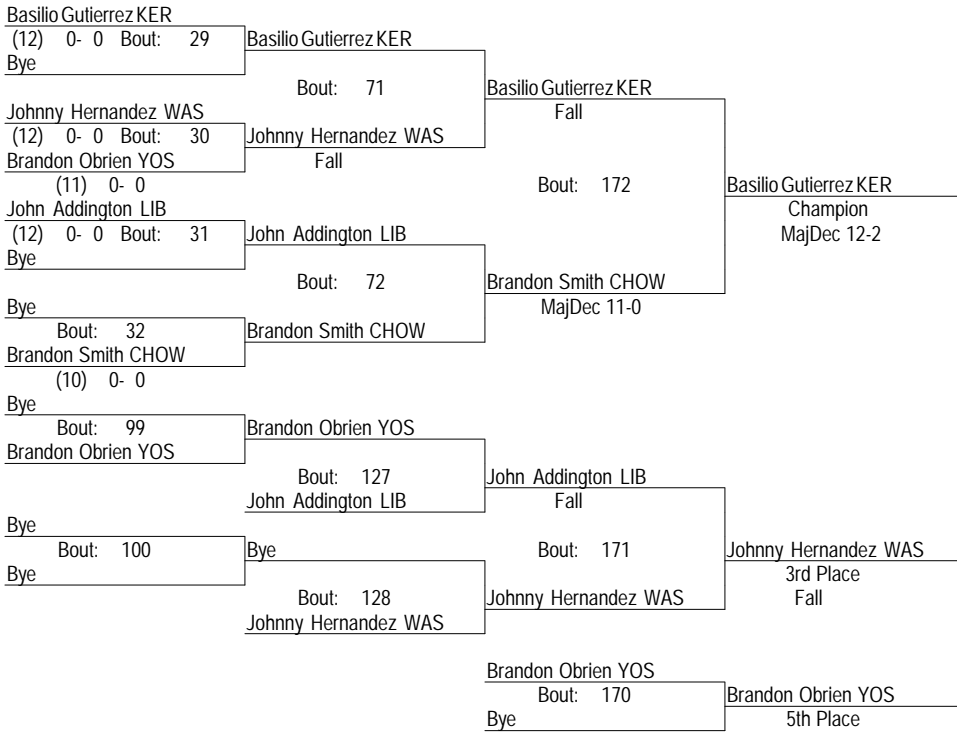 Basilio Gutierrez KER
(12) 0- 0 Bout: 29 Basilio Gutierrez KER
Bye
Bout: 71 Basilio Gutierrez KER
Johnny Hernandez WAS Fall
(12) 0- 0 Bout: 30 Johnny Hernandez WAS
Brandon Obrien YOS Fall
(11) 0- 0 Bout: 172 Basilio Gutierrez KER
John Addington LIB Champion
(12) 0- 0 Bout: 31 John Addington LIB MajDec 12-2
Bye
Bout: 72 Brandon Smith CHOW
Bye MajDec 11-0
Bout: 32 Brandon Smith CHOW
Brandon Smith CHOW
(10) 0- 0
Bye
Bout: 99 Brandon Obrien YOS
Brandon Obrien YOS
Bout: 127 John Addington LIB
John Addington LIB Fall
Bye
Bout: 100 Bye Bout: 171 Johnny Hernandez WAS
Bye 3rd Place
Bout: 128 Johnny Hernandez WAS Fall
Johnny Hernandez WAS
Brandon Obrien YOS
Bout: 170 Brandon Obrien YOS
Bye 5th Place